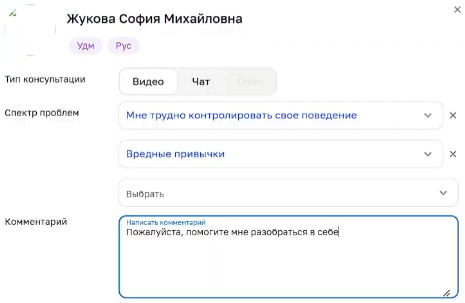 Жукова София Михайловна
Удм Рус
Тип консультации Видео Чат Очно
Спектр проблем Мне трудно контролировать свое поведение
Вредные привычки
Выбрать
Комментарий Написать комментарий
Пожалуйста, помогите мне разобраться в себе